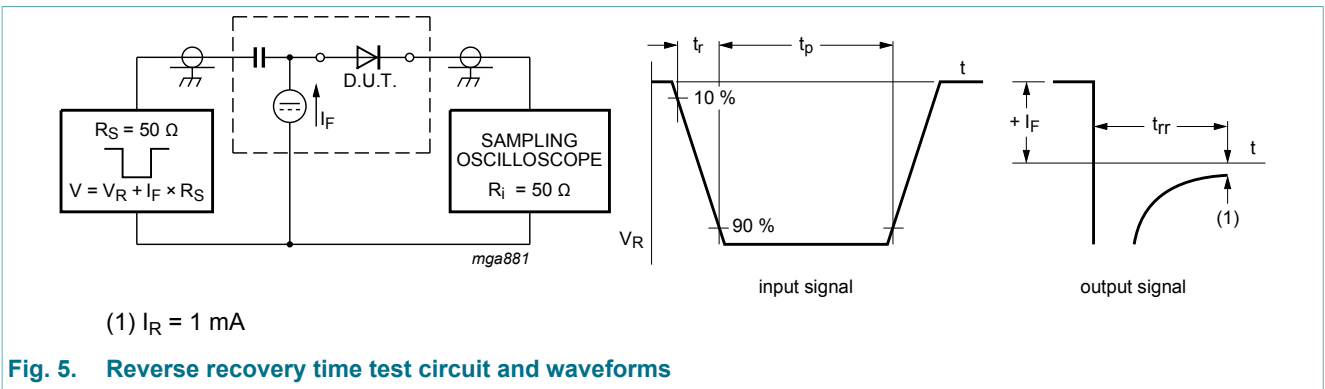 D.U.T.
I_F
R_S = 50 Ω
V = V_R + I_F × R_S
SAMPLING
OSCILLOSCOPE
R_i = 50 Ω
mga881
t_r
t_p
t
10 %
90 %
V_R
input signal
+ I_F
t_rr
t
(1)
output signal
(1) I_R = 1 mA
Fig. 5. Reverse recovery time test circuit and waveforms